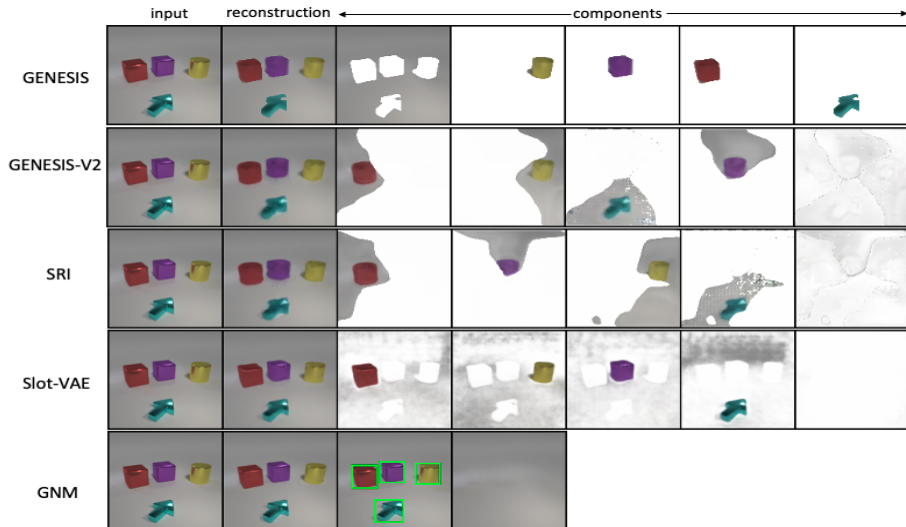 input reconstruction components
GENESIS
GENESIS-V2
SRI
Slot-VAE
GNM